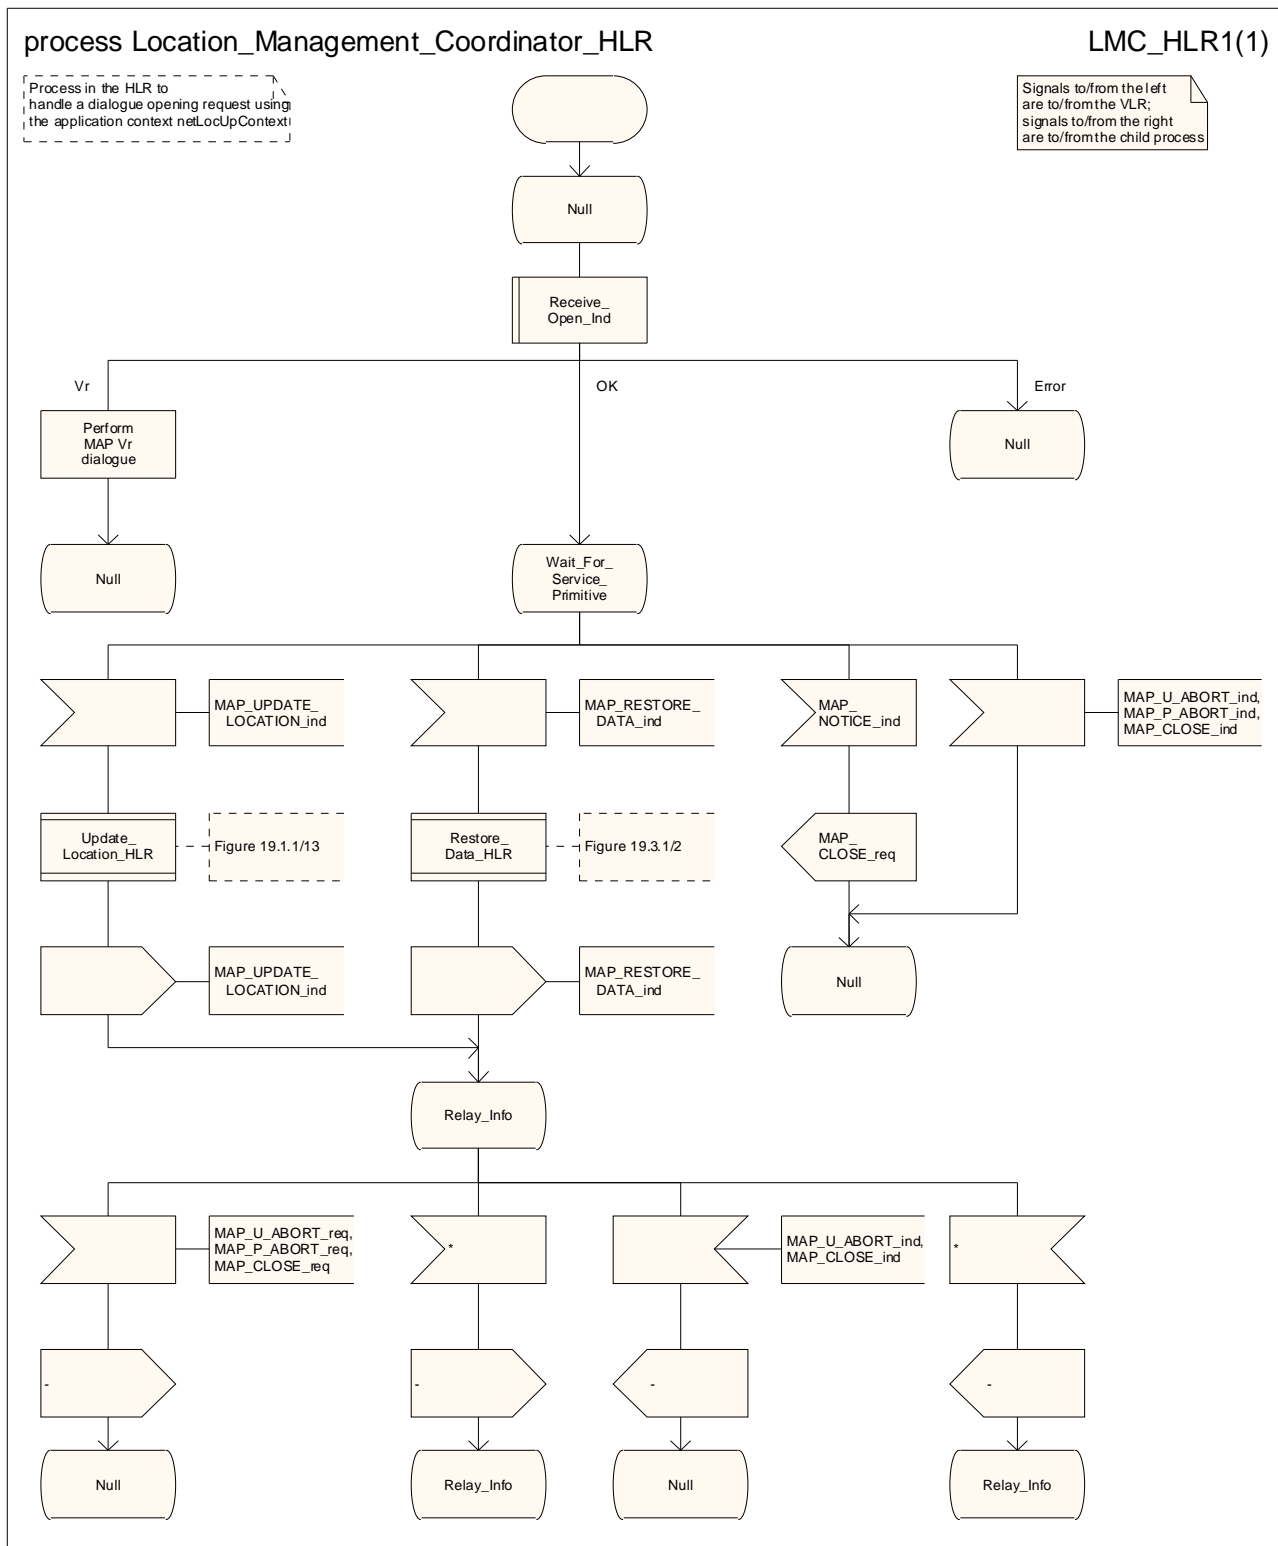 process Location_Management_Coordinator_HLR
LMC_HLR1(1)
Process in the HLR to
handle a dialogue opening request using
the application context netLocUpContext
Signals to/from the left
are to/from the VLR;
signals to/from the right
are to/from the child process
Null
Receive_
Open_Ind
Vr
OK
Error
Perform
MAP Vr
dialogue
Null
Null
Wait_For_
Service_
Primitive
MAP_UPDATE_
LOCATION_ind
MAP_RESTORE_
DATA_ind
MAP_
NOTICE_ind
MAP_U_ABORT_ind,
MAP_P_ABORT_ind,
MAP_CLOSE_ind
Update_
Location_HLR
Figure 19.1.1/13
Restore_
Data_HLR
Figure 19.3.1/2
MAP_
CLOSE_req
MAP_UPDATE_
LOCATION_ind
MAP_RESTORE_
DATA_ind
Null
Relay_Info
MAP_U_ABORT_req,
MAP_P_ABORT_req,
MAP_CLOSE_req
*
MAP_U_ABORT_ind,
MAP_CLOSE_ind
*
-
-
-
-
Null
Relay_Info
Null
Relay_Info